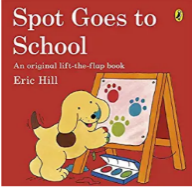 Spot Goes to
School
An original lift-the-flap book
Eric Hill